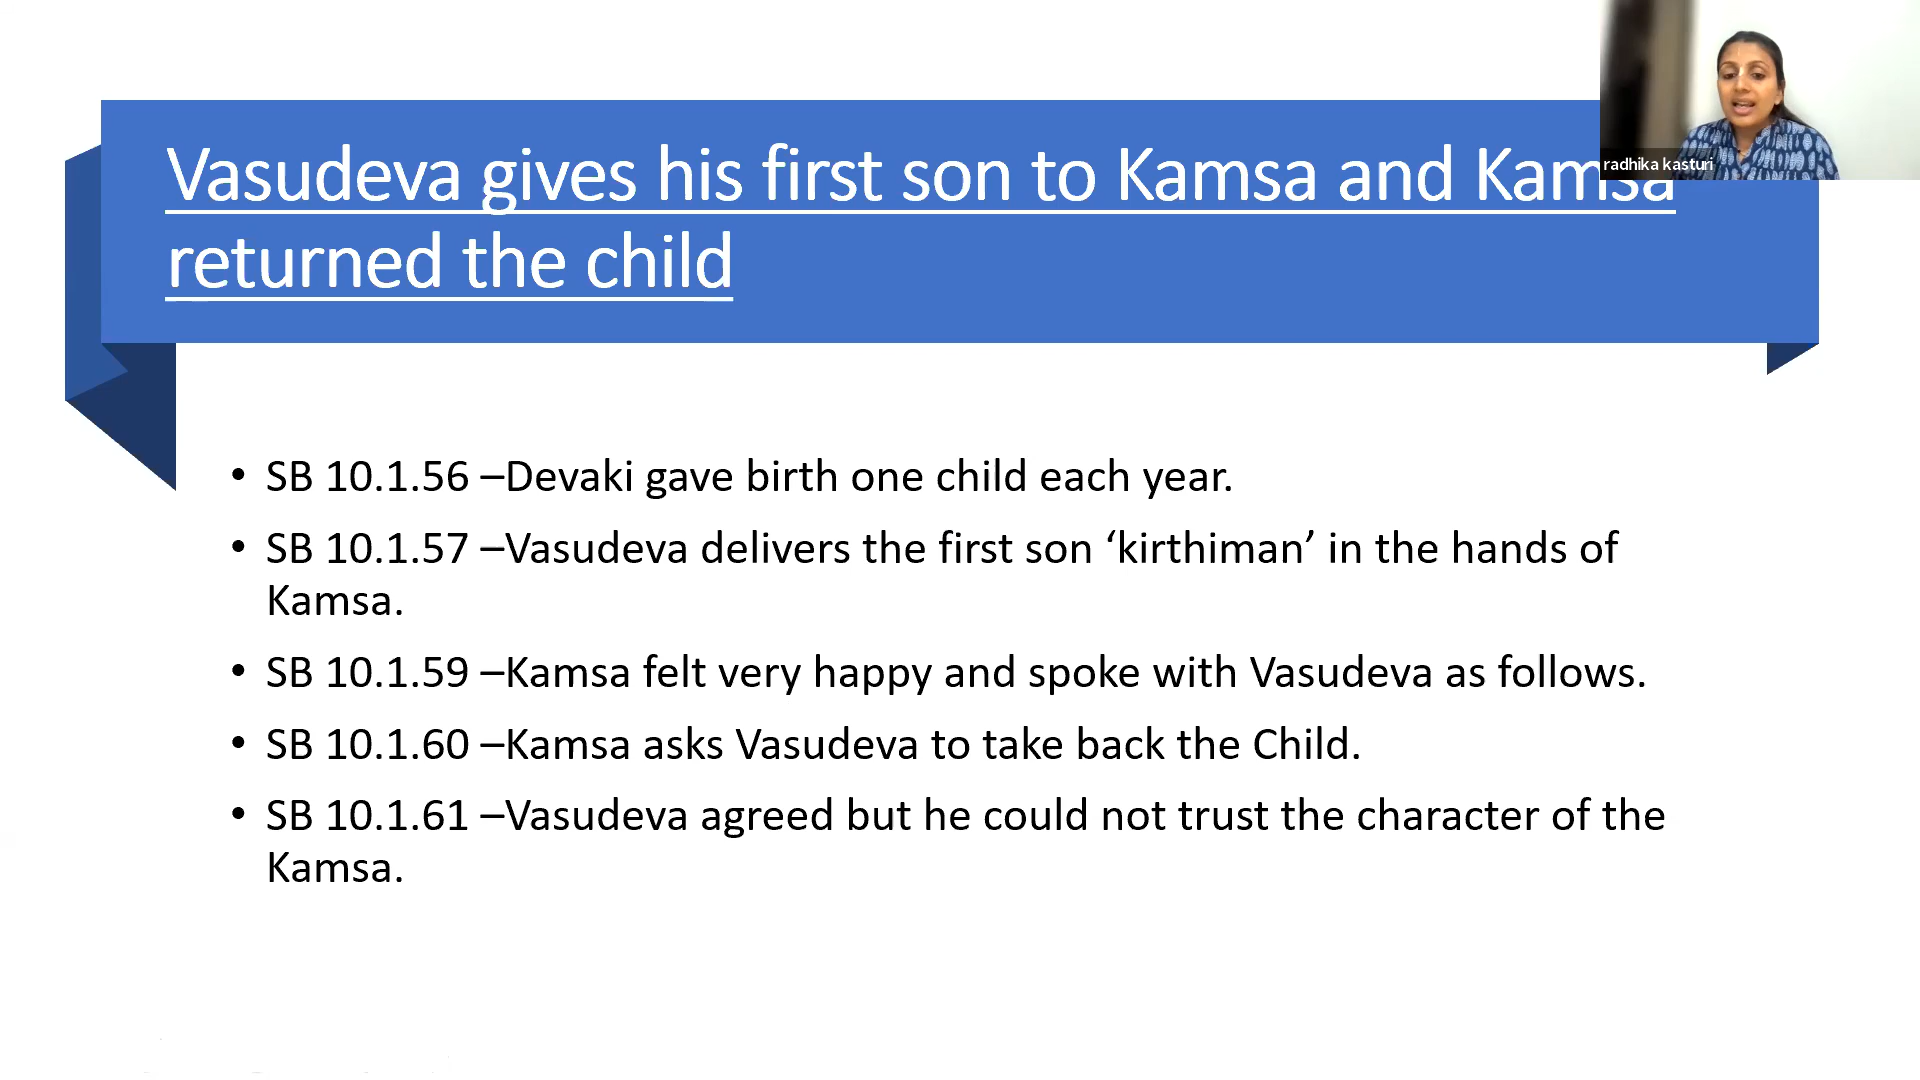 Vasudeva gives his first son to Kamsa and Kamsa
returned the child
radhika kasturi
• SB 10.1.56 –Devaki gave birth one child each year.
• SB 10.1.57 –Vasudeva delivers the first son ‘kirthiman’ in the hands of
Kamsa.
• SB 10.1.59 –Kamsa felt very happy and spoke with Vasudeva as follows.
• SB 10.1.60 –Kamsa asks Vasudeva to take back the Child.
• SB 10.1.61 –Vasudeva agreed but he could not trust the character of the
Kamsa.